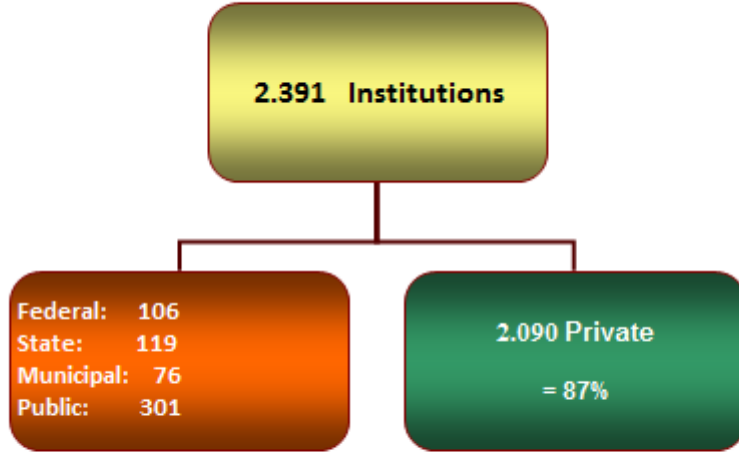 2.391 Institutions
Federal: 106
State: 119
Municipal: 76
Public: 301
2.090 Private
= 87%